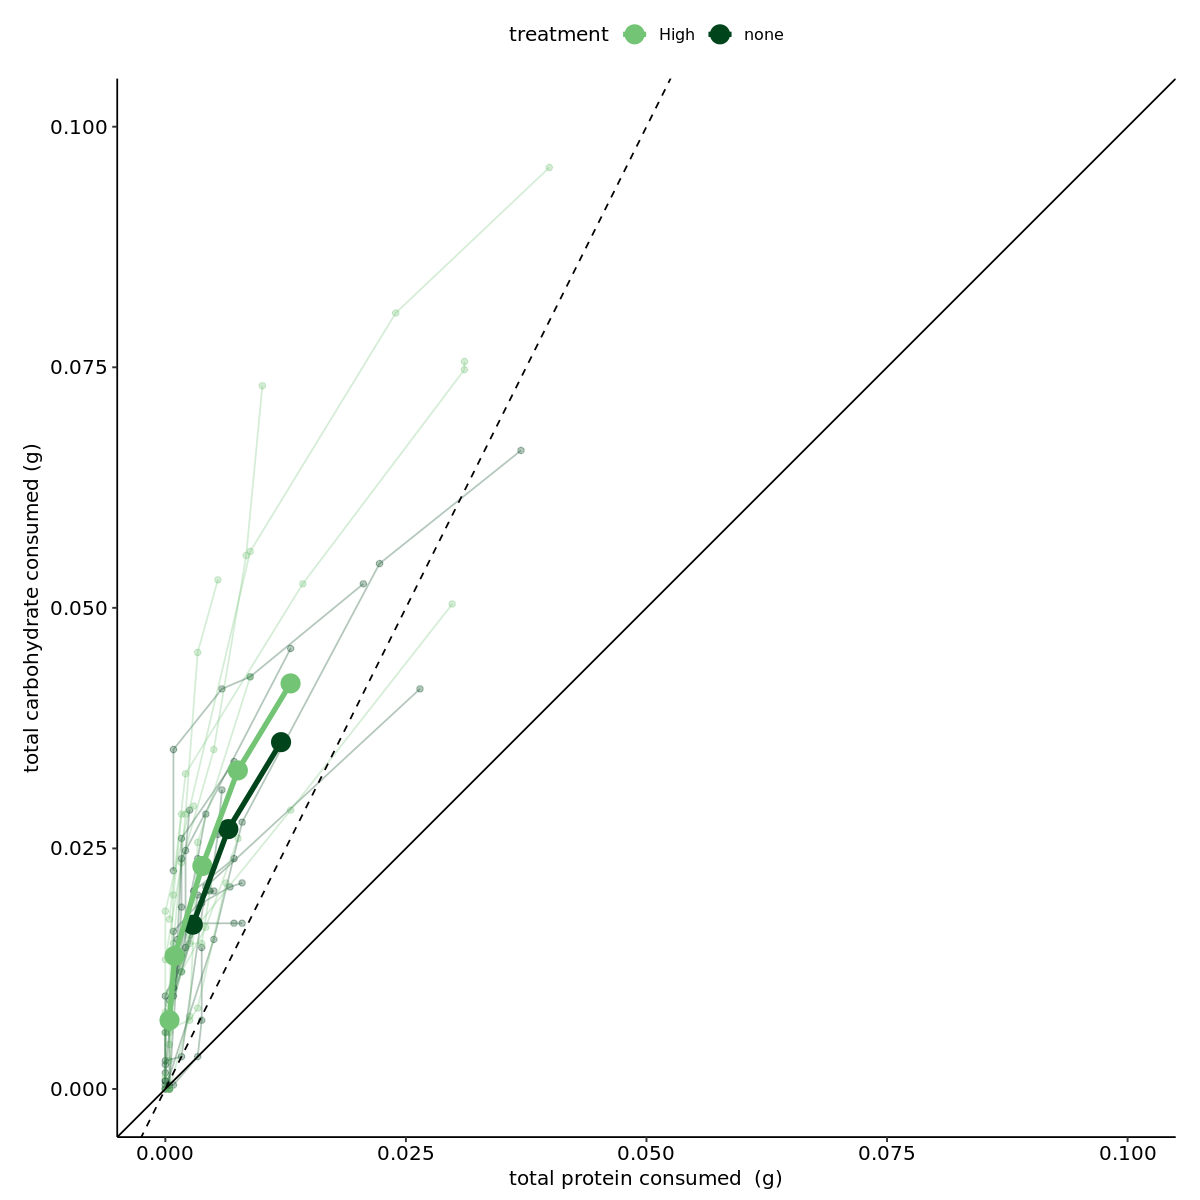 treatment High none
0.100
0.075
0.050
0.025
0.000
total carbohydrate consumed (g)
0.000 0.025 0.050 0.075 0.100
total protein consumed  (g)